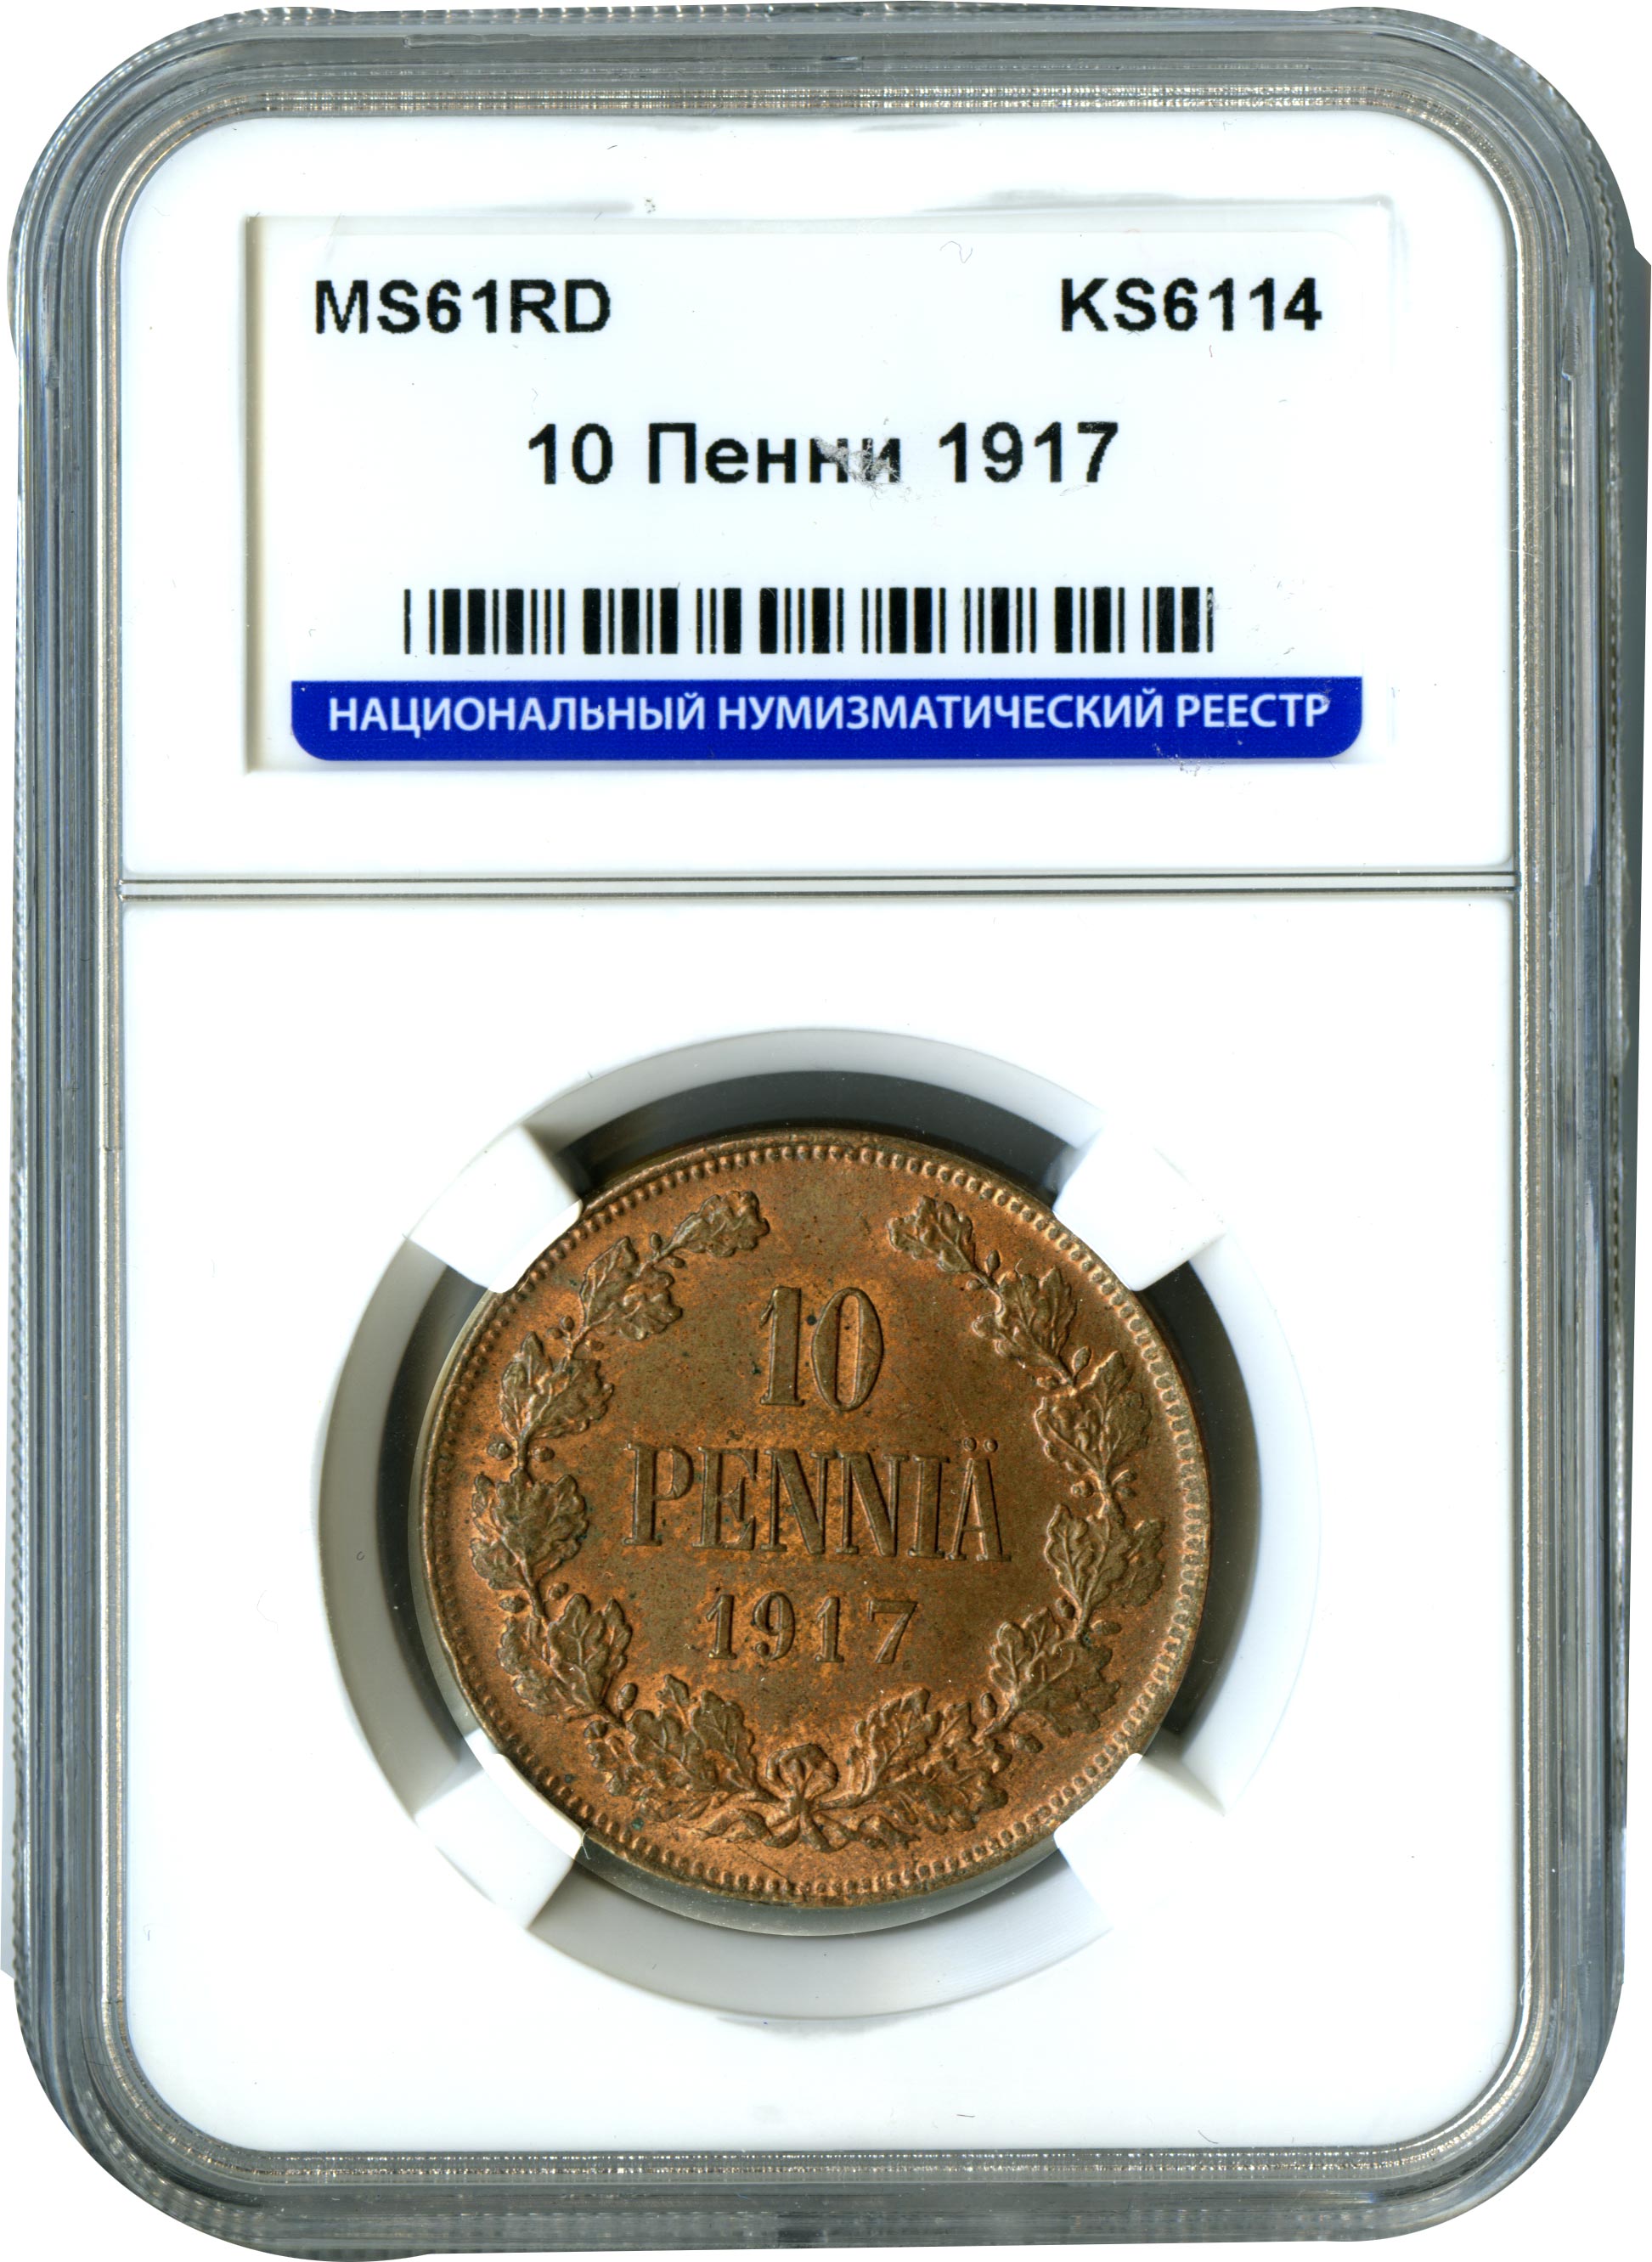 MS61RD KS6114
10 Пенни 1917
НАЦИОНАЛЬНЫЙ НУМИЗМАТИЧЕСКИЙ РЕЕСТР
10
PENNIÄ
1917